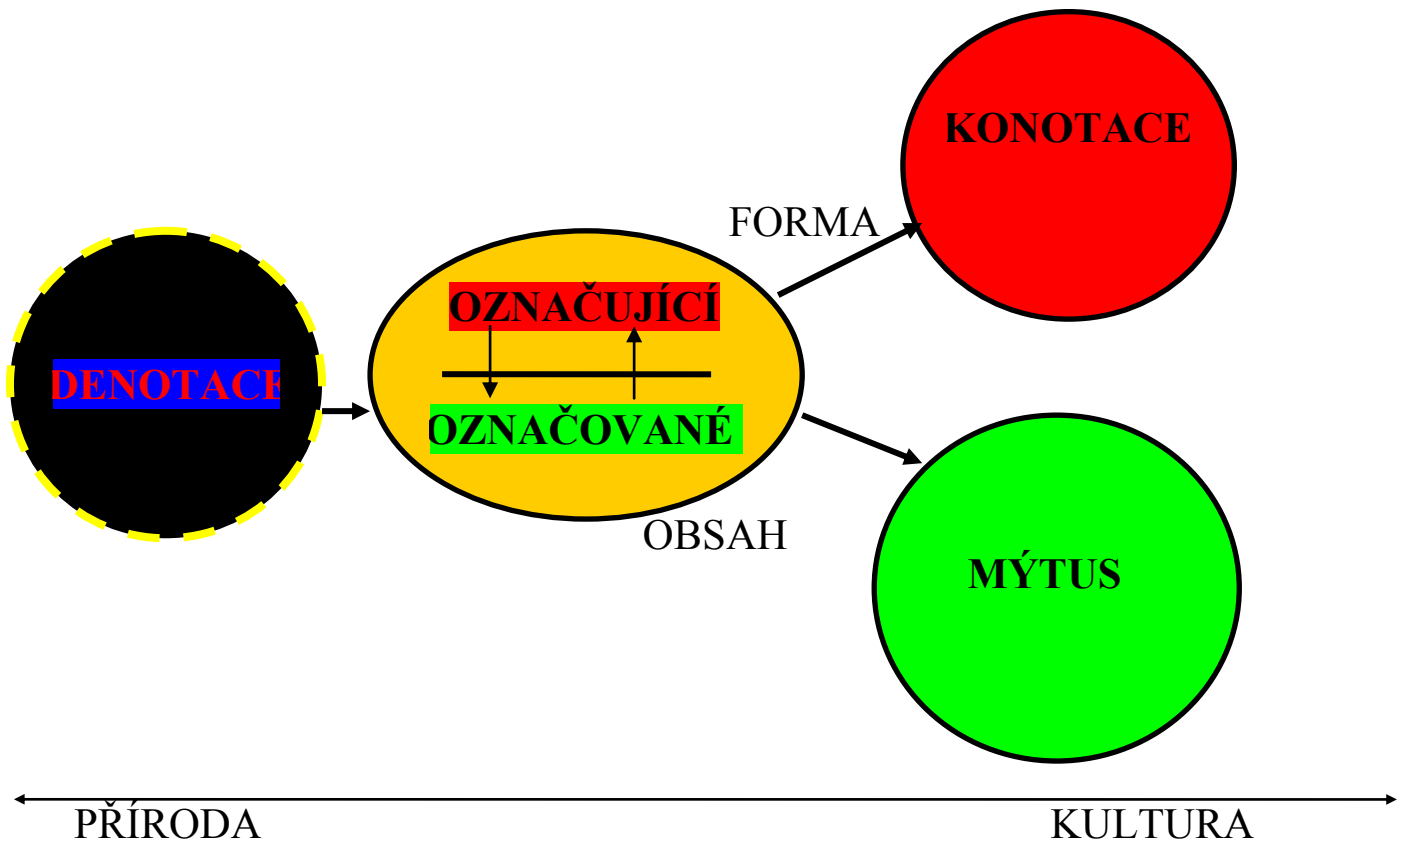 KONOTACE
FORMA
OZNAČUJÍCÍ
DENOTACE
OZNAČOVANÉ
OBSAH
MÝTUS
PŘÍRODA
KULTURA